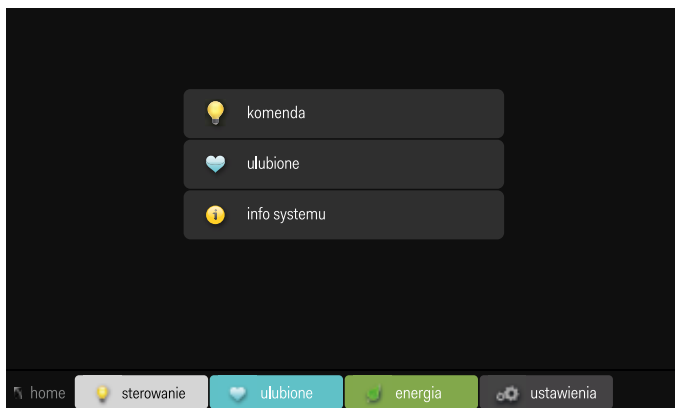 komenda
ulubione
info systemu
home sterowanie ulubione energia ustawienia